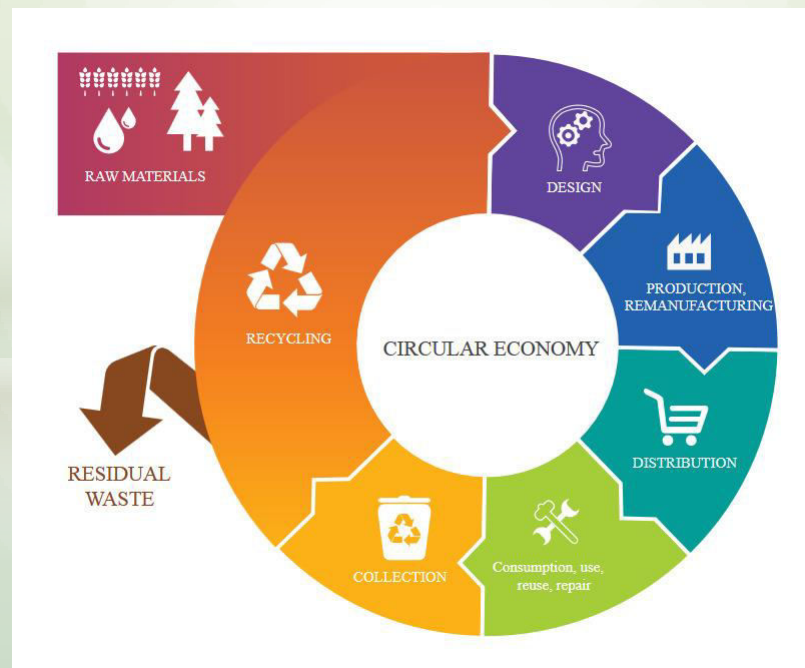 RAW MATERIALS
DESIGN
PRODUCTION,
REMANUFACTURING
DISTRIBUTION
Consumption, use,
reuse, repair
COLLECTION
RECYCLING
RESIDUAL
WASTE
CIRCULAR ECONOMY